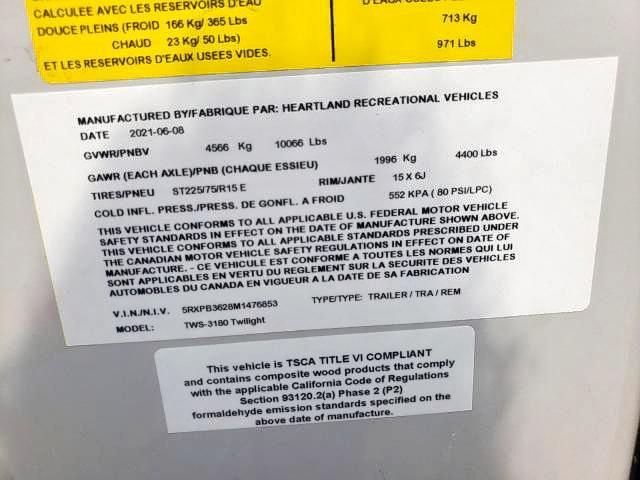 CALCULEE AVEC LES RESERVOIRS D'EAU
DOUCE PLEINS (FROID 166 Kg/ 365 Lbs
CHAUD 23 Kg/ 50 Lbs)
ET LES RESERVOIRS D'EAUX USEES VIDES.
713 Kg
971 Lbs
MANUFACTURED BY/FABRIQUE PAR: HEARTLAND RECREATIONAL VEHICLES
DATE 2021-06-08
GVWR/PNBV 4566 Kg 10066 Lbs
GAWR (EACH AXLE)/PNB (CHAQUE ESSIEU) 1996 Kg 4400 Lbs
TIRES/PNEU ST225/75/R15 E RIM/JANTE 15 X 6J
COLD INFL. PRESS./PRESS. DE GONFL. A FROID 552 KPA ( 80 PSI/LPC)
THIS VEHICLE CONFORMS TO ALL APPLICABLE U.S. FEDERAL MOTOR VEHICLE
SAFETY STANDARDS IN EFFECT ON THE DATE OF MANUFACTURE SHOWN ABOVE.
THIS VEHICLE CONFORMS TO ALL APPLICABLE STANDARDS PRESCRIBED UNDER
THE CANADIAN MOTOR VEHICLE SAFETY REGULATIONS IN EFFECT ON DATE OF
MANUFACTURE. - CE VEHICULE EST CONFORME A TOUTES LES NORMES QUI LUI
SONT APPLICABLES EN VERTU DU REGLEMENT SUR LA SECURITE DES VEHICLES
AUTOMOBILES DU CANADA EN VIGUEUR A LA DATE DE SA FABRICATION
V.I.N./N.I.V. 5RXPB3628M1476853 TYPE/TYPE: TRAILER / TRA / REM
MODEL: TWS-3180 Twilight
This vehicle is TSCA TITLE VI COMPLIANT
and contains composite wood products that comply
with the applicable California Code of Regulations
Section 93120.2(a) Phase 2 (P2)
formaldehyde emission standards specified on the
above date of manufacture.